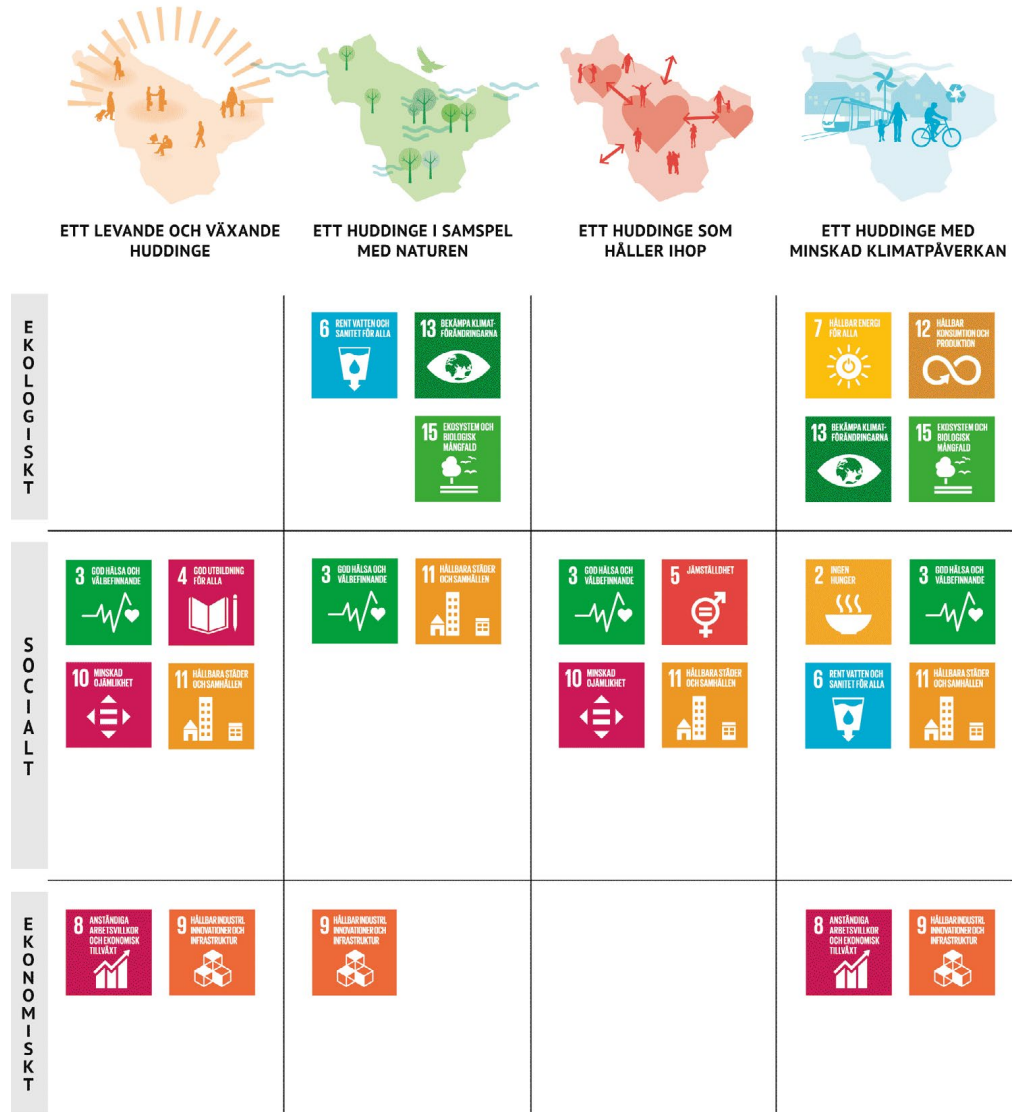 ETT LEVANDE OCH VÄXANDE
HUDDINGE
ETT HUDDINGE I SAMSPEL
MED NATUREN
ETT HUDDINGE SOM
HÅLLER IHOP
ETT HUDDINGE MED
MINSKAD KLIMATPÅVERKAN
EKOLOGISKT
6 RENT VATTEN OCH
SANITET FÖR ALLA
13 BEKÄMPA KLIMAT-
FÖRÄNDRINGARNA
15 EKOSYSTEM OCH
BIOLOGISK
MÅNGFALD
7 HÅLLBAR ENERGI
FÖR ALLA
12 HÅLLBAR
KONSUMTION OCH
PRODUKTION
13 BEKÄMPA KLIMAT-
FÖRÄNDRINGARNA
15 EKOSYSTEM OCH
BIOLOGISK
MÅNGFALD
SOCIALT
3 GOD HÄLSA OCH
VÄLBEFINNANDE
4 GOD UTBILDNING
FÖR ALLA
10 MINSKAD
OJÄMLIKHET
11 HÅLLBARA STÄDER
OCH SAMHÄLLEN
3 GOD HÄLSA OCH
VÄLBEFINNANDE
11 HÅLLBARA STÄDER
OCH SAMHÄLLEN
3 GOD HÄLSA OCH
VÄLBEFINNANDE
5 JÄMSTÄLLDHET
10 MINSKAD
OJÄMLIKHET
11 HÅLLBARA STÄDER
OCH SAMHÄLLEN
2 INGEN
HUNGER
3 GOD HÄLSA OCH
VÄLBEFINNANDE
6 RENT VATTEN OCH
SANITET FÖR ALLA
11 HÅLLBARA STÄDER
OCH SAMHÄLLEN
EKONOMISKT
8 ANSTÄNDIGA
ARBETSVILLKOR
OCH EKONOMISK
TILLVÄXT
9 HÅLLBAR INDUSTRI,
INNOVATIONER OCH
INFRASTRUKTUR
9 HÅLLBAR INDUSTRI,
INNOVATIONER OCH
INFRASTRUKTUR
8 ANSTÄNDIGA
ARBETSVILLKOR
OCH EKONOMISK
TILLVÄXT
9 HÅLLBAR INDUSTRI,
INNOVATIONER OCH
INFRASTRUKTUR